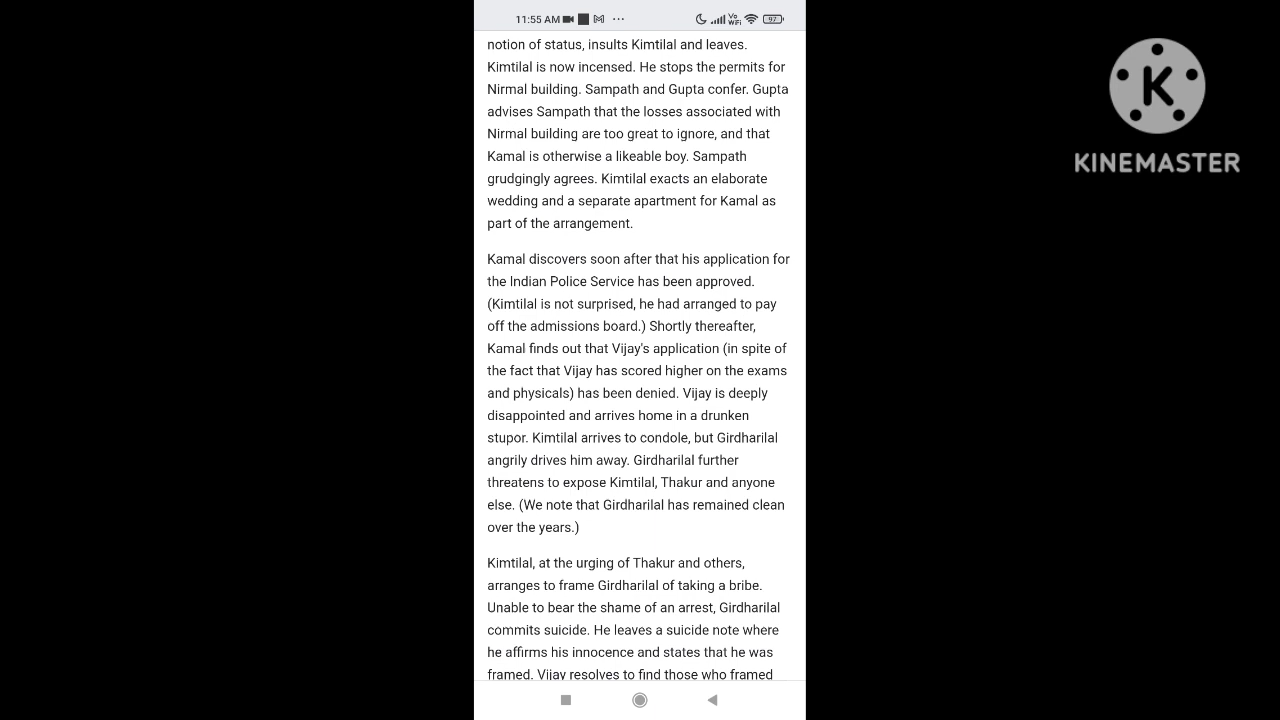 11:55 AM
Vo
WiFi
97
notion of status, insults Kimtilal and leaves.
Kimtilal is now incensed. He stops the permits for
Nirmal building. Sampath and Gupta confer. Gupta
advises Sampath that the losses associated with
Nirmal building are too great to ignore, and that
Kamal is otherwise a likeable boy. Sampath
grudgingly agrees. Kimtilal exacts an elaborate
wedding and a separate apartment for Kamal as
part of the arrangement.
Kamal discovers soon after that his application for
the Indian Police Service has been approved.
(Kimtilal is not surprised, he had arranged to pay
off the admissions board.) Shortly thereafter,
Kamal finds out that Vijay's application (in spite of
the fact that Vijay has scored higher on the exams
and physicals) has been denied. Vijay is deeply
disappointed and arrives home in a drunken
stupor. Kimtilal arrives to condole, but Girdharilal
angrily drives him away. Girdharilal further
threatens to expose Kimtilal, Thakur and anyone
else. (We note that Girdharilal has remained clean
over the years.)
Kimtilal, at the urging of Thakur and others,
arranges to frame Girdharilal of taking a bribe.
Unable to bear the shame of an arrest, Girdharilal
commits suicide. He leaves a suicide note where
he affirms his innocence and states that he was
framed. Vijay resolves to find those who framed
K
KINEMASTER